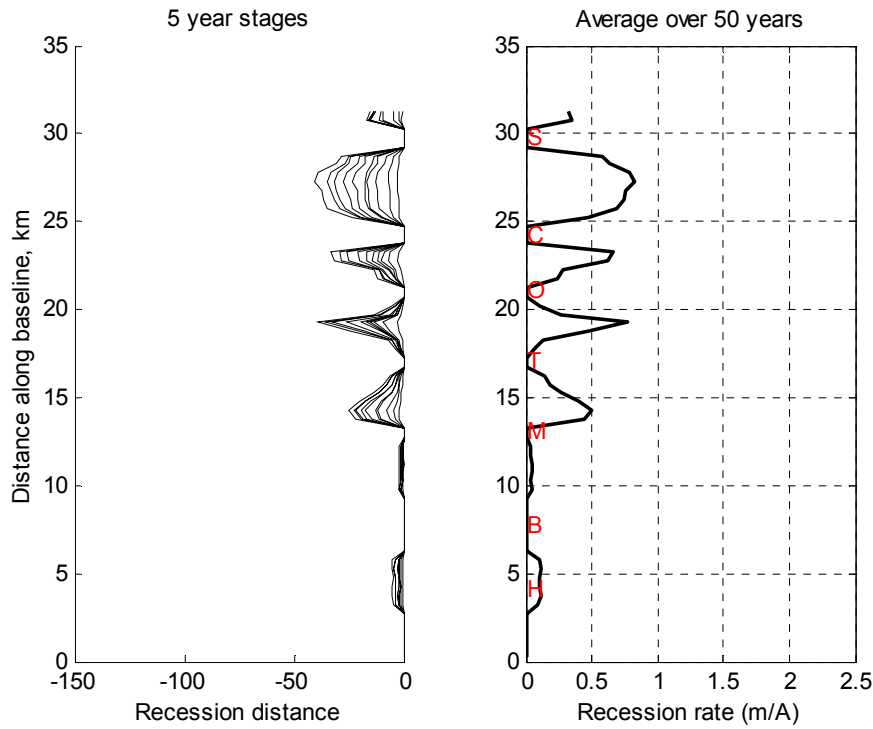 5 year stages
Average over 50 years
Distance along baseline, km
35
30
25
20
15
10
5
0
-150
-100
-50
0
Recession distance
35
30
25
20
15
10
5
0
S
C
O
T
M
B
H
0
0.5
1
1.5
2
2.5
Recession rate (m/A)